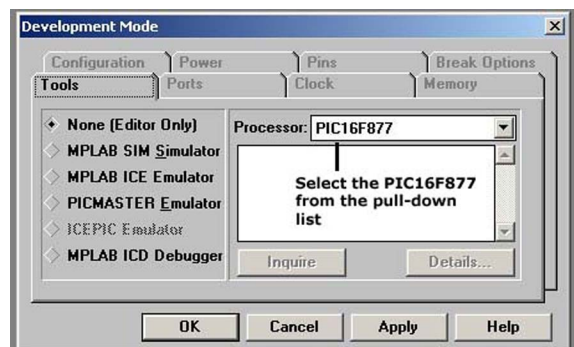 Development Mode
Configuration Power Pins Break Options
Tools Ports Clock Memory
None (Editor Only)
MPLAB SIM Simulator
MPLAB ICE Emulator
PICMASTER Emulator
ICEPIC Emulator
MPLAB ICD Debugger
Processor: PIC16F877
Select the PIC16F877
from the pull-down
list
Inquire Details...
OK Cancel Apply Help